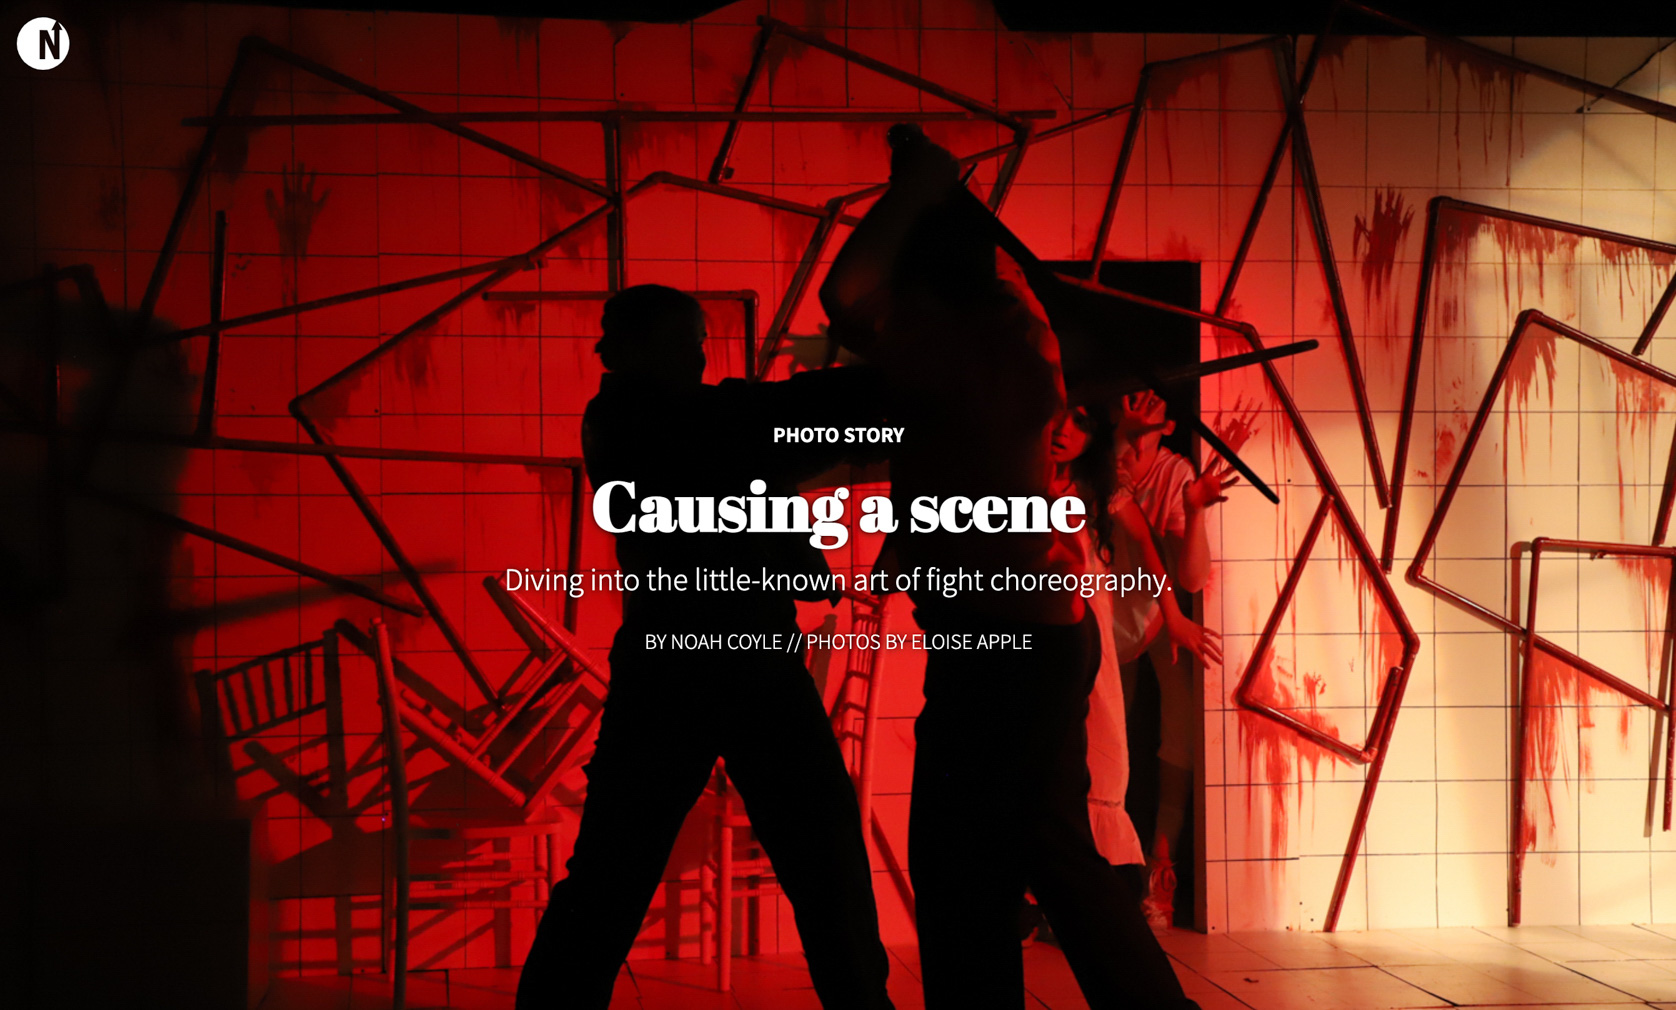 N
PHOTO STORY
Causing a scene
Diving into the little-known art of fight choreography.
BY NOAH COYLE // PHOTOS BY ELOISE APPLE